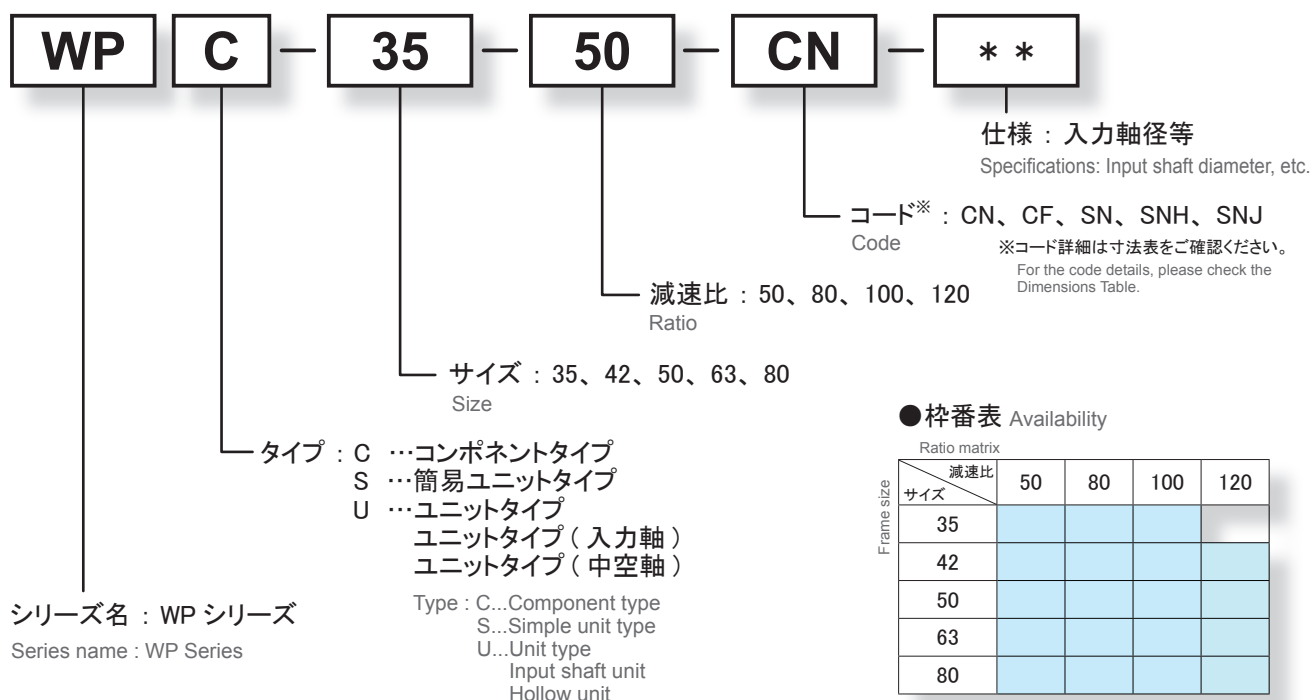 WP C － 35 － 50 － CN － ＊＊
仕様 : 入力軸径等
Specifications: Input shaft diameter, etc.
コード※ : CN、CF、SN、SNH、SNJ
Code
※コード詳細は寸法表をご確認ください。
For the code details, please check the
Dimensions Table.
減速比 : 50、80、100、120
Ratio
サイズ : 35、42、50、63、80
Size
タイプ : C …コンポネントタイプ
S …簡易ユニットタイプ
U …ユニットタイプ
ユニットタイプ ( 入力軸 )
ユニットタイプ ( 中空軸 )
Type : C...Component type
S...Simple unit type
U...Unit type
Input shaft unit
Hollow unit
シリーズ名 : WP シリーズ
Series name : WP Series
●枠番表 Availability
Ratio matrix
Frame size
減速比
サイズ
50 80 100 120
35
42
50
63
80